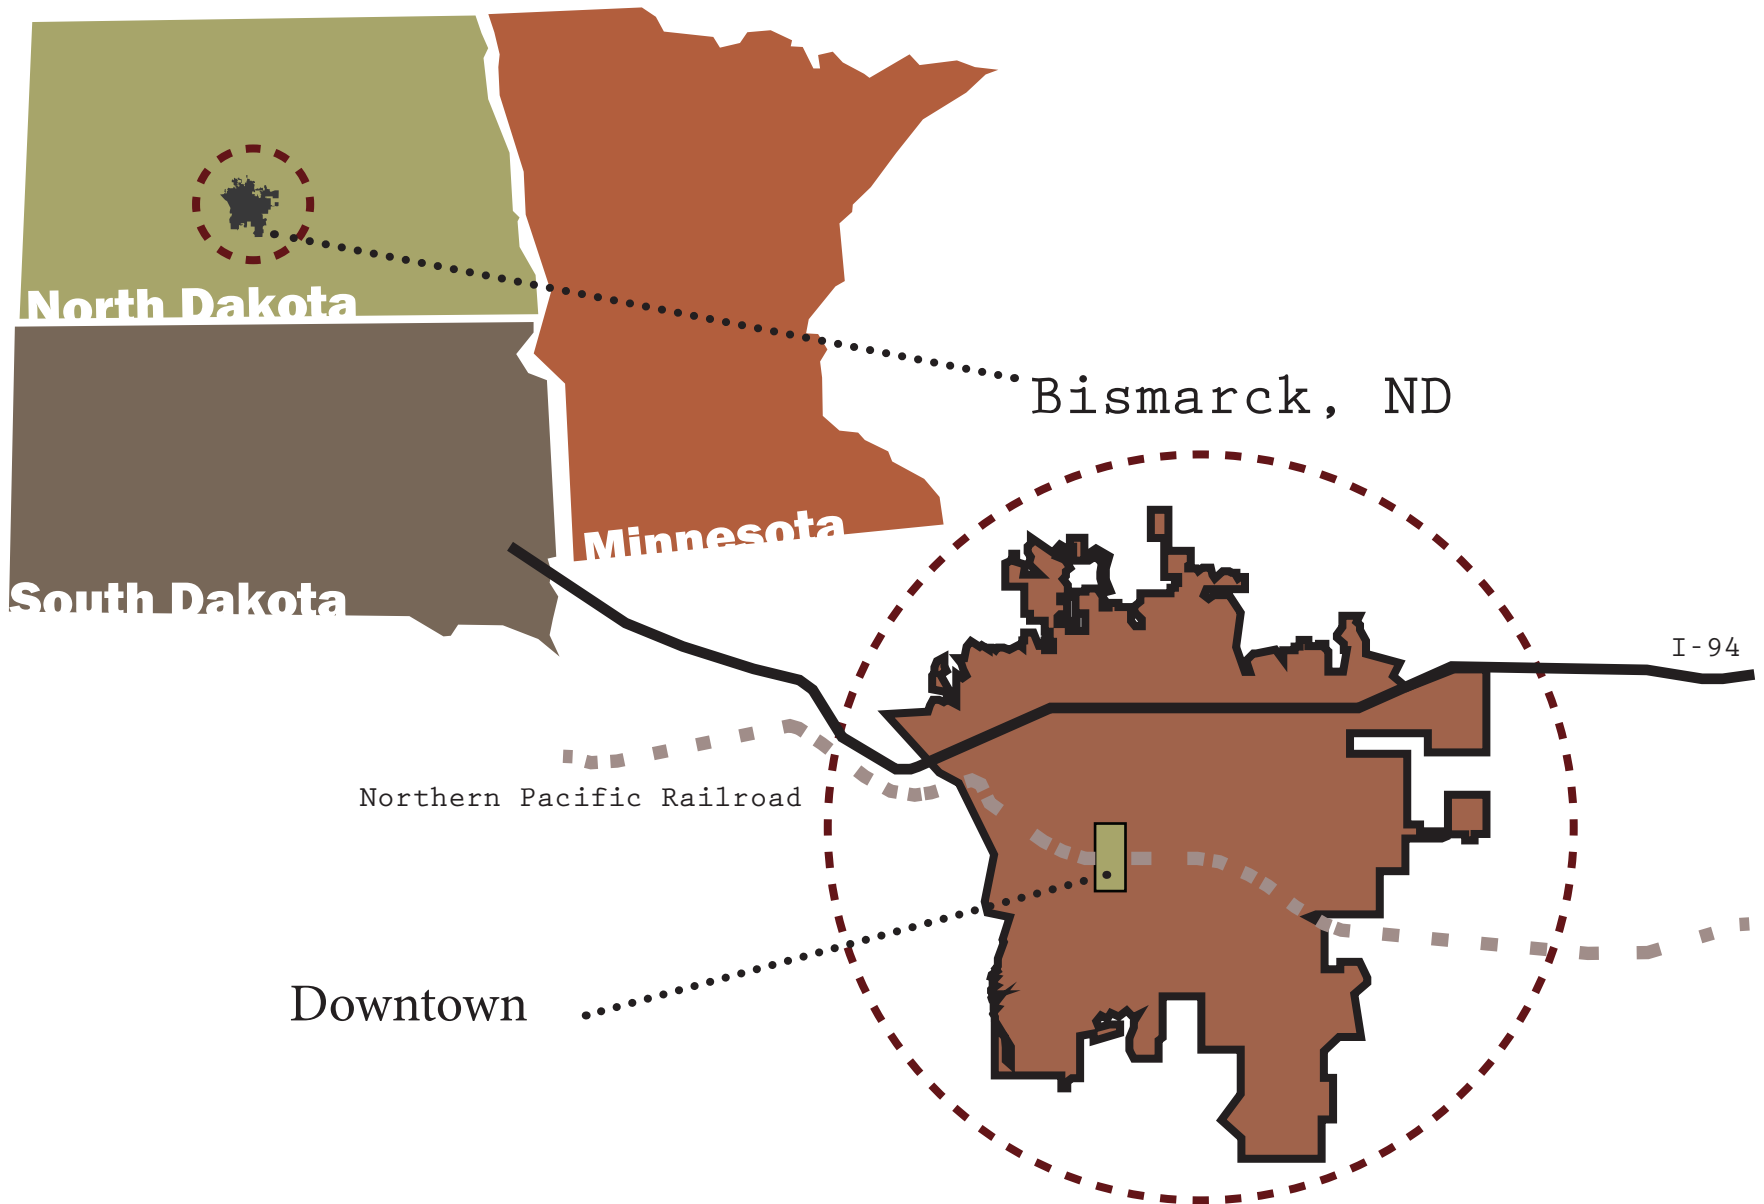 North Dakota
Minnesota
South Dakota
Bismarck, ND
I-94
Northern Pacific Railroad
Downtown